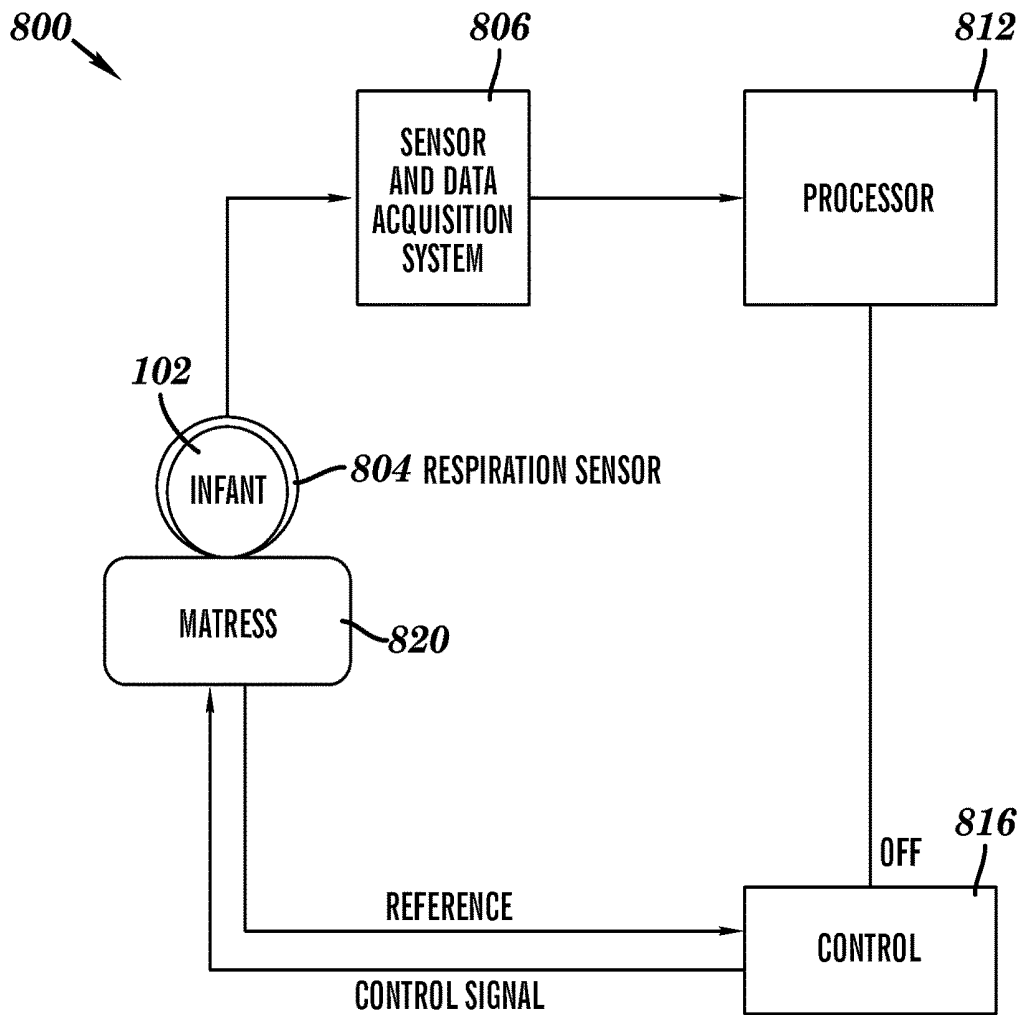 800
806
812
SENSOR
AND DATA
ACQUISITION
SYSTEM
PROCESSOR
102
INFANT
804 RESPIRATION SENSOR
MATRESS
820
816
OFF
REFERENCE
CONTROL
CONTROL SIGNAL